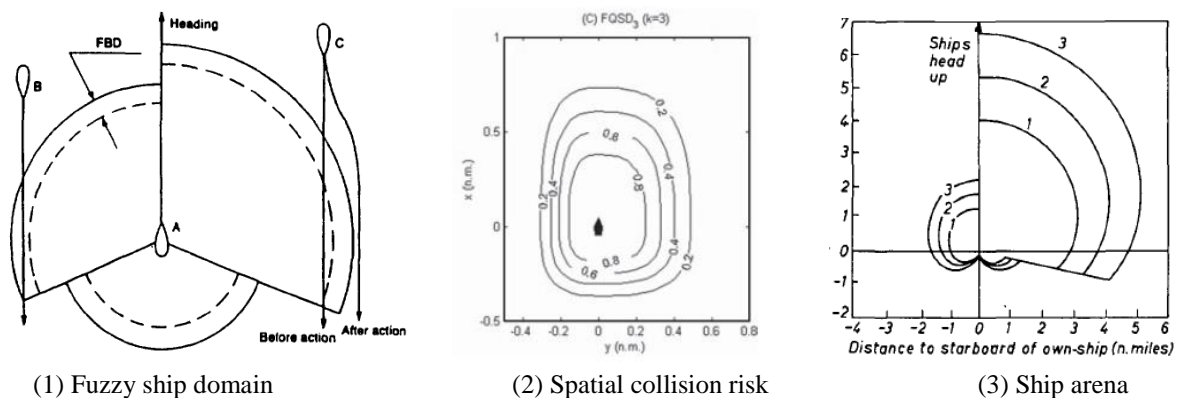 Heading
FBD
C
B
A
Before action
After action
(1) Fuzzy ship domain
(C) FQSD3 (k=3)
1
0.5
0
-0.5
x (n.m.)
0.2
0.6
0.4
0.8
0.2
0.4
0.8
0.6
0.4
0.2
-0.4 -0.2 0 0.2 0.4 0.6 0.8
y (n.m.)
(2) Spatial collision risk
7
6
5
4
3
2
1
0
-1
-2
Ships
head
up
3
2
1
3
2
1
-4 -3 -2 -1 0 1 2 3 4 5 6
Distance to starboard of own-ship (n. miles)
(3) Ship arena